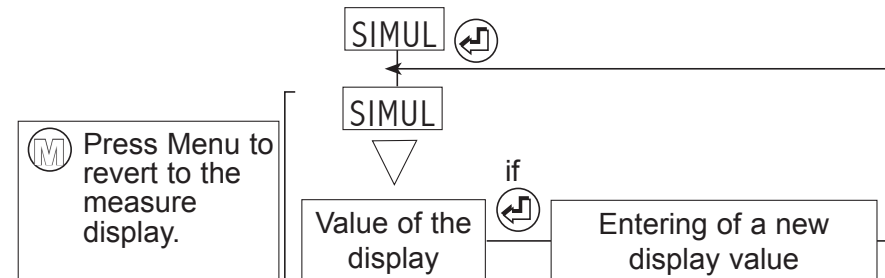 SIMUL
SIMUL
M Press Menu to
revert to the
measure
display.
if
Value of the
display
Entering of a new
display value